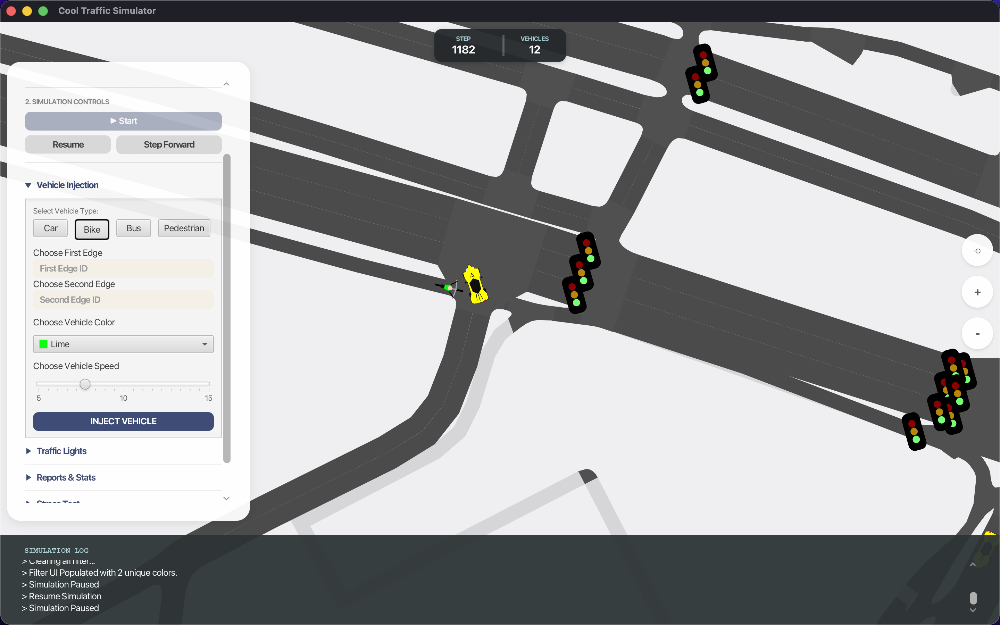 Cool Traffic Simulator
STEP
1182
VEHICLES
12
2. SIMULATION CONTROLS
Start
Resume
Step Forward
Vehicle Injection
Select Vehicle Type:
Car
Bike
Bus
Pedestrian
Choose First Edge
First Edge ID
Choose Second Edge
Second Edge ID
Choose Vehicle Color
Lime
Choose Vehicle Speed
5 10 15
INJECT VEHICLE
Traffic Lights
Reports & Stats
Stress Test
+
-
SIMULATION LOG
> Clearing all filter...
> Filter UI Populated with 2 unique colors.
> Simulation Paused
> Resume Simulation
> Simulation Paused